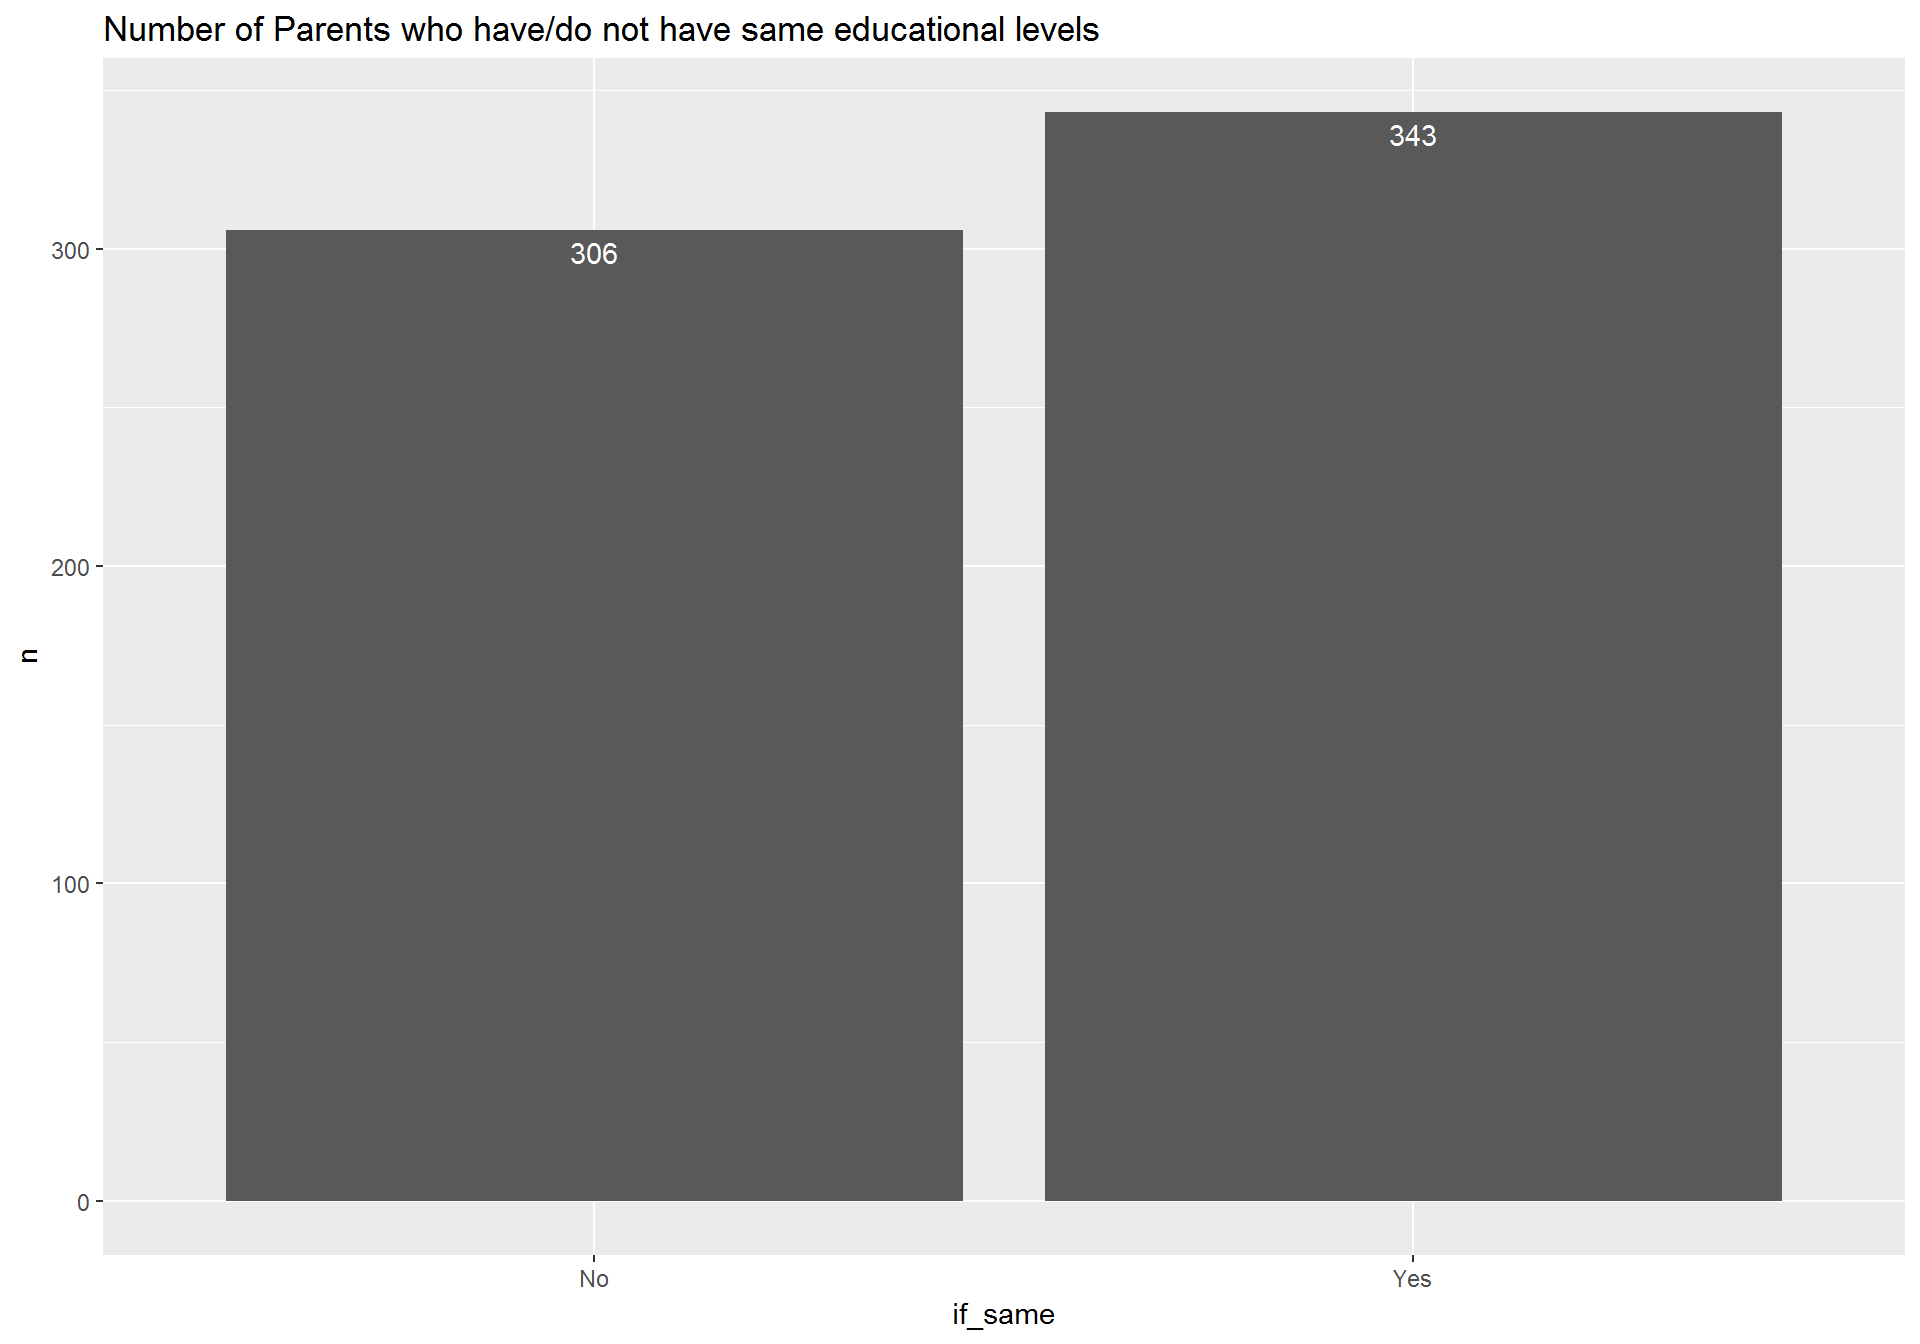 Number of Parents who have/do not have same educational levels
343
306
300
200
100
0
n
No
Yes
if_same